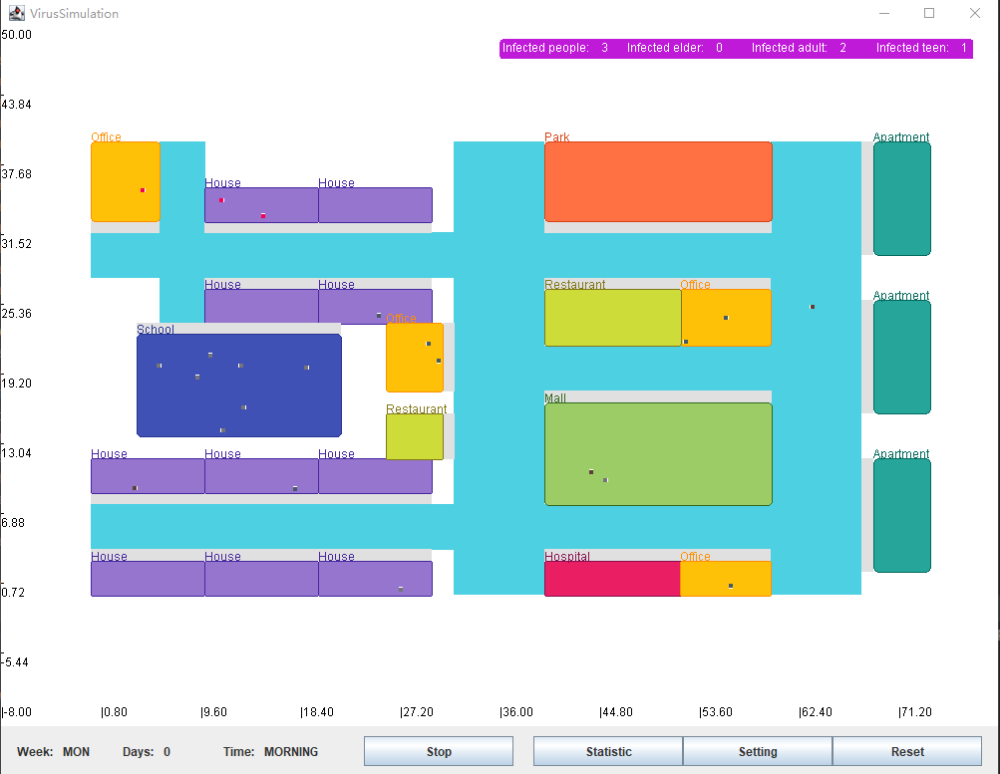 VirusSimulation
50.00
Infected people: 3 Infected elder: 0 Infected adult: 2 Infected teen: 1
43.84
Office Park Apartment
37.68
House House
31.52
House House Restaurant Office
Apartment
25.36
Office
School
19.20
Mall
Restaurant
13.04
House House House Apartment
6.88
House House House Hospital Office
0.72
-5.44
|-8.00 |0.80 |9.60 |18.40 |27.20 |36.00 |44.80 |53.60 |62.40 |71.20
Week: MON Days: 0 Time: MORNING Stop Statistic Setting Reset